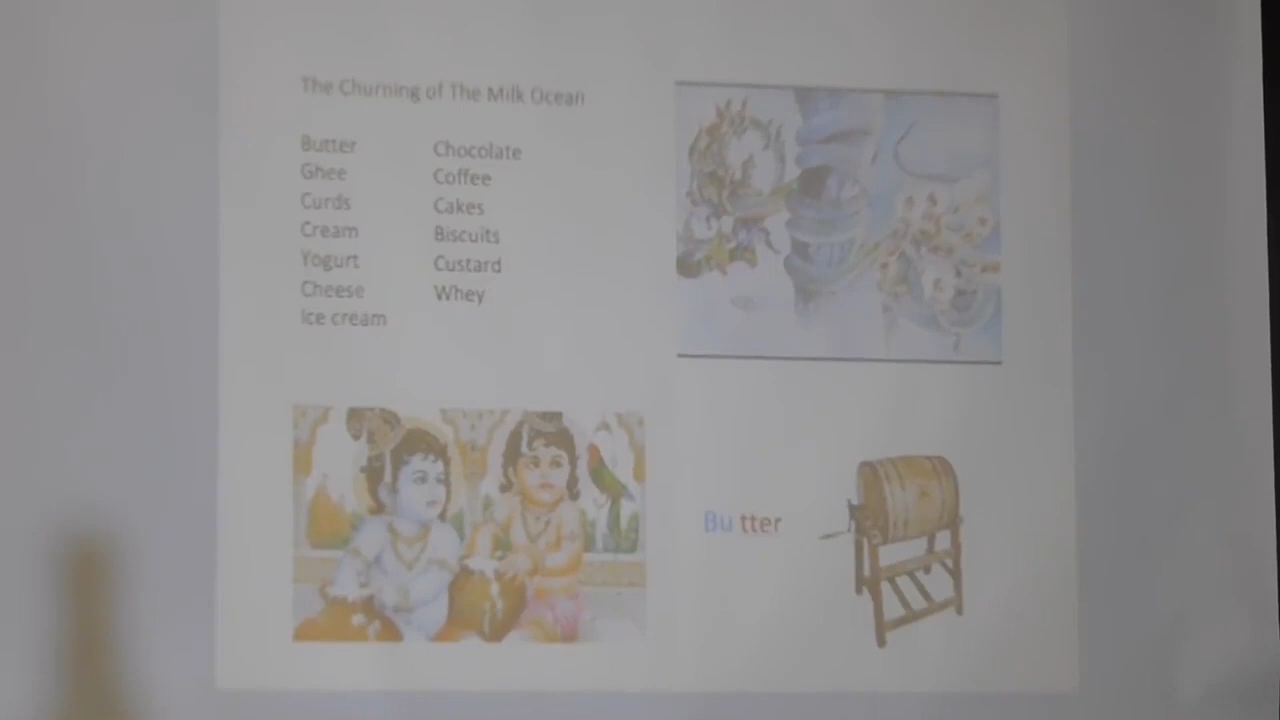 The Churning of The Milk Ocean
Butter
Ghee
Curds
Cream
Yogurt
Cheese
Ice cream
Chocolate
Coffee
Cakes
Biscuits
Custard
Whey
Bu tter